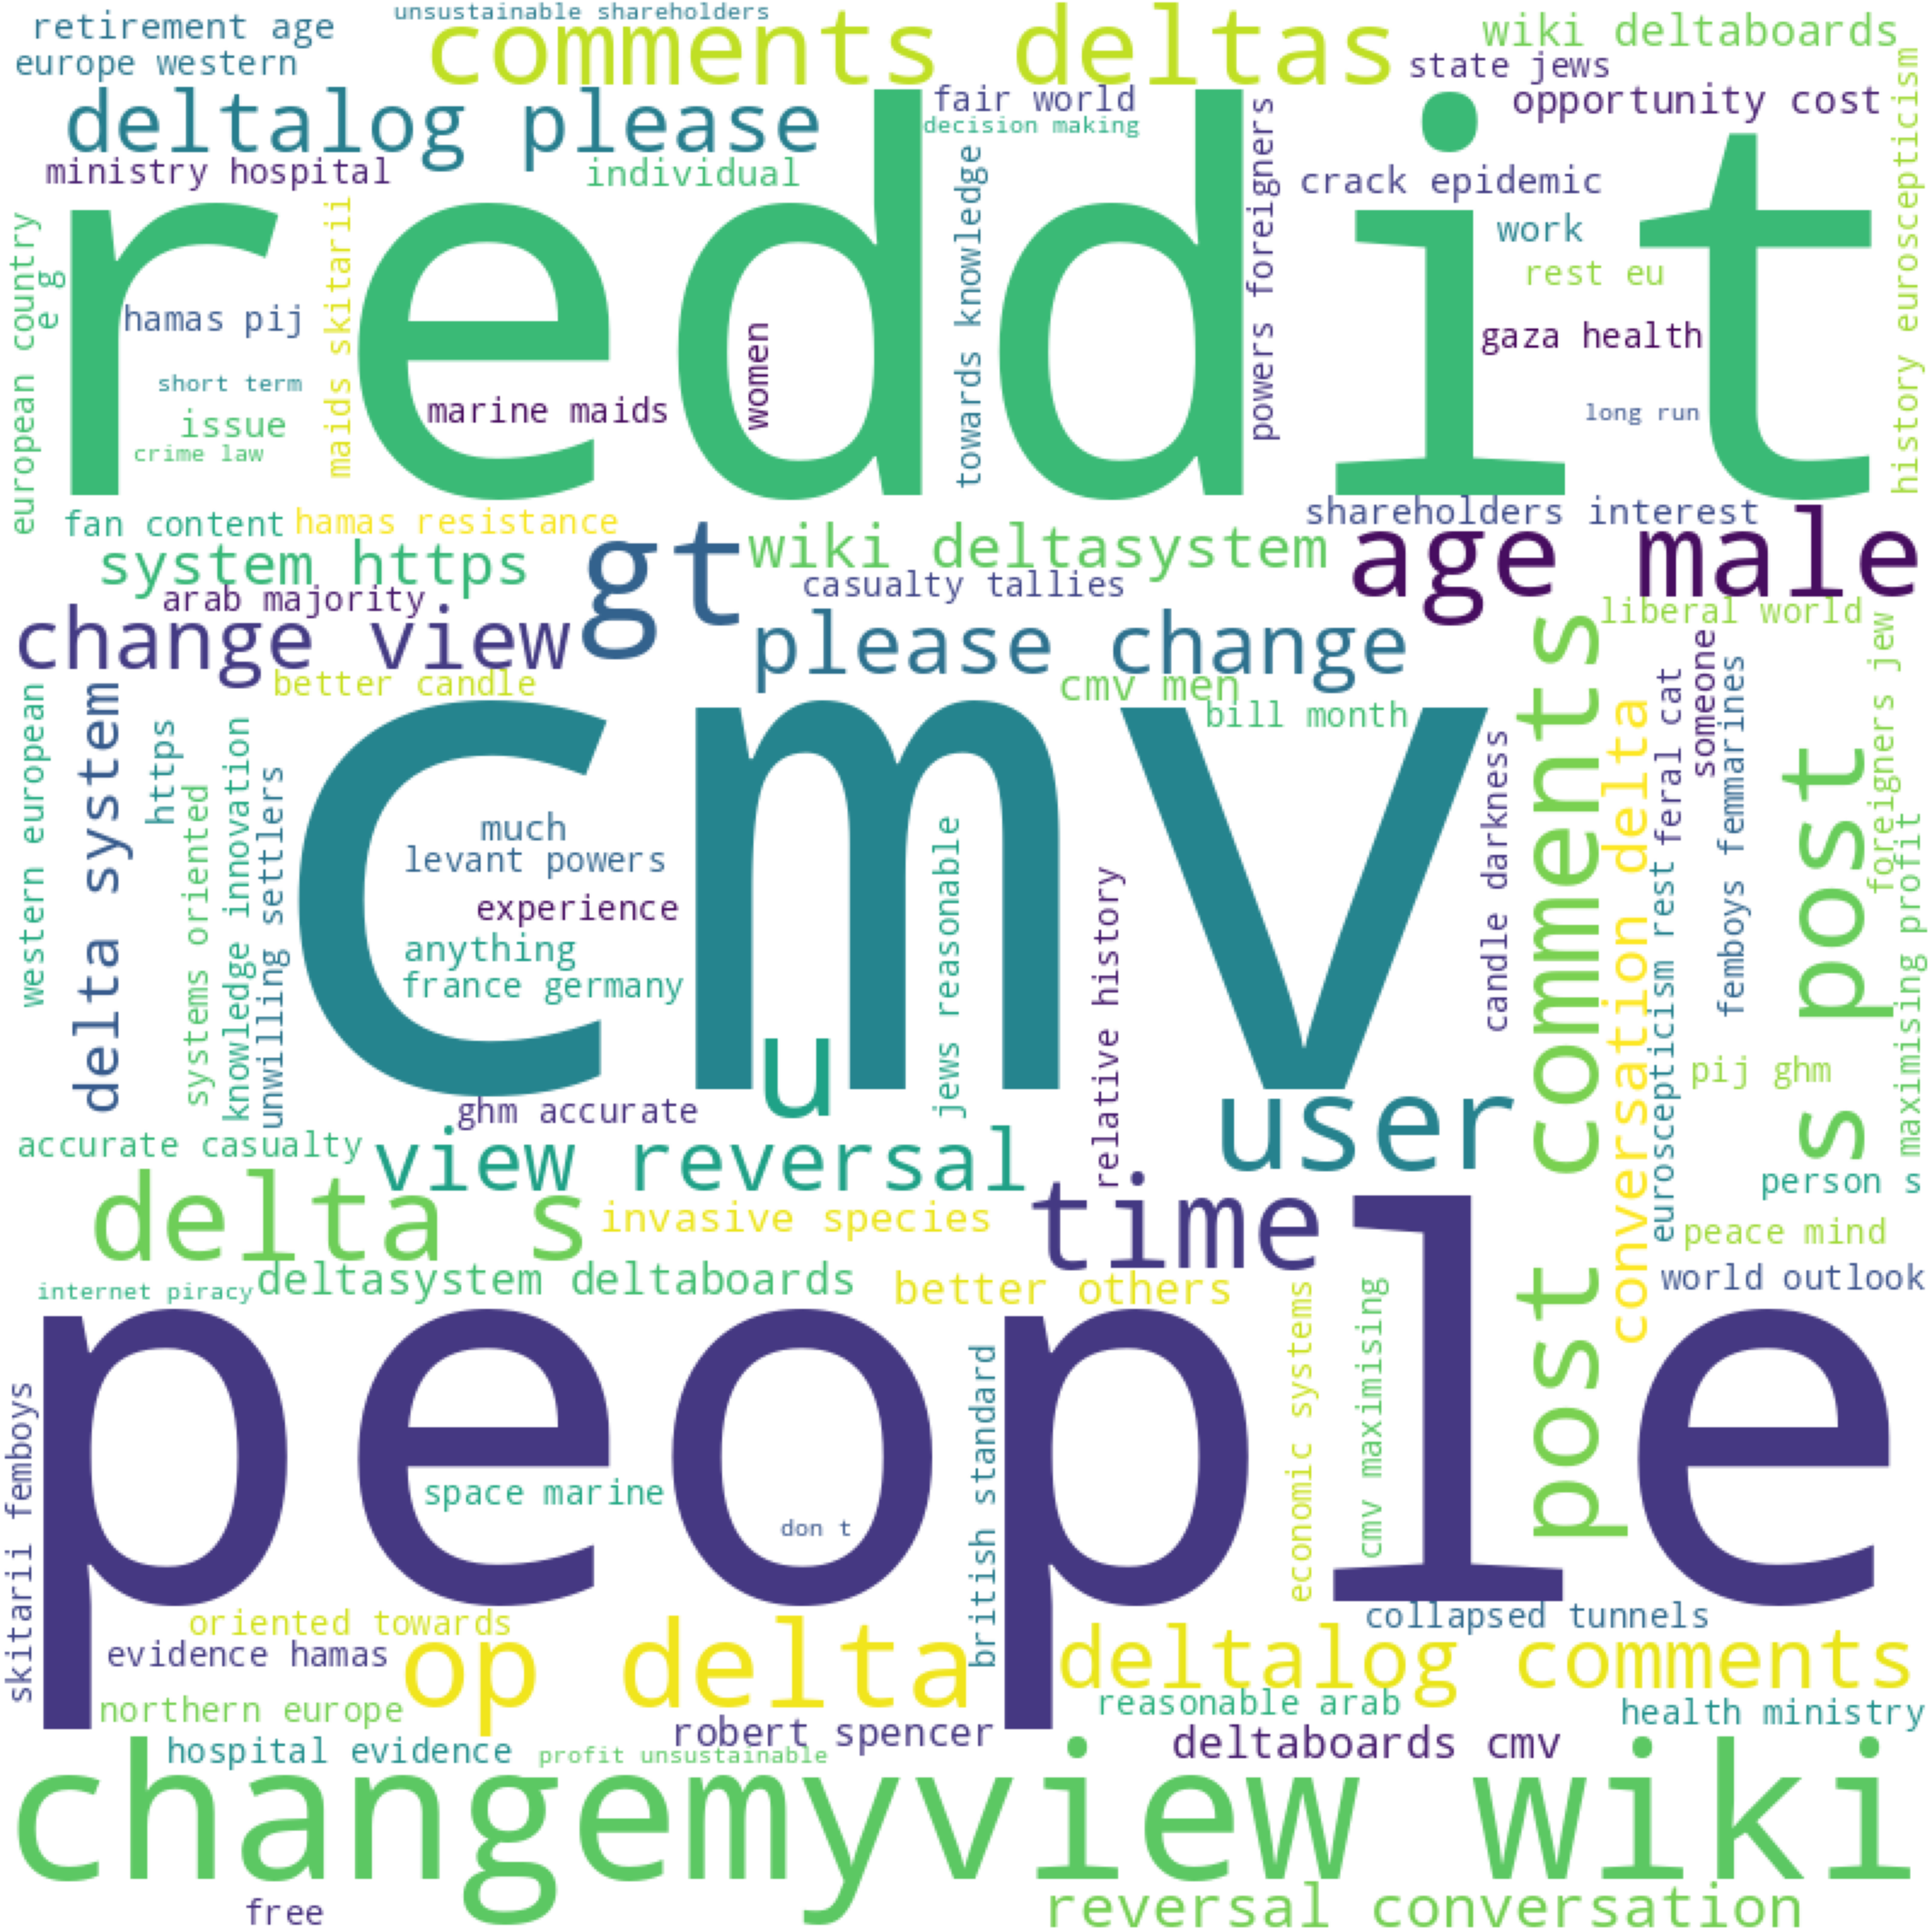 unsustainable shareholders
retirement age
comments deltas
wiki deltaboards
europe western
state jews
deltalog please
fair world
opportunity cost
decision making
ministry hospital
individual
crack epidemic
reddit
european country
e g
maids skitarii
towards knowledge
powers foreigners
history euroscepticism
work
rest eu
hamas pij
women
gaza health
short term
marine maids
long run
issue
crime law
fan content
hamas resistance
shareholders interest
system https
gt
wiki deltasystem
age male
arab majority
casualty tallies
change view
please change
liberal world
better candle
cmv men
bill month
western european
delta system
https
systems oriented
knowledge innovation
unwilling settlers
cmv
much
levant powers
experience
anything
france germany
jews reasonable
relative history
candle darkness
post comments
conversation delta
euroscepticism rest
feral cat
someone
femboys femmarines
s post
foreigners jew
maximising profit
u
pij ghm
ghm accurate
user
accurate casualty
view reversal
person s
delta s
invasive species
time
peace mind
internet piracy
deltasystem deltaboards
better others
world outlook
people
skitarii femboys
british standard
economic systems
cmv maximising
space marine
don t
oriented towards
collapsed tunnels
evidence hamas
op delta
deltalog comments
northern europe
reasonable arab
robert spencer
health ministry
hospital evidence
profit unsustainable
deltaboards cmv
changemyview wiki
free
reversal conversation